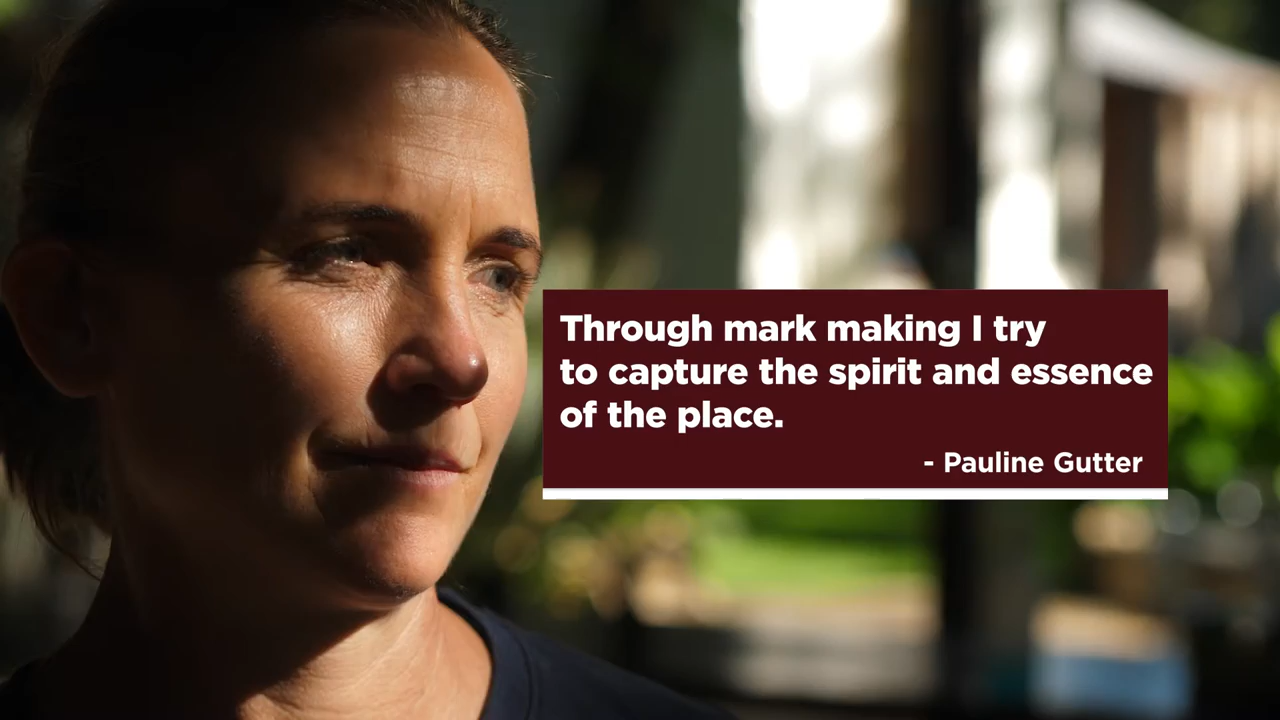 Through mark making I try
to capture the spirit and essence
of the place.
- Pauline Gutter